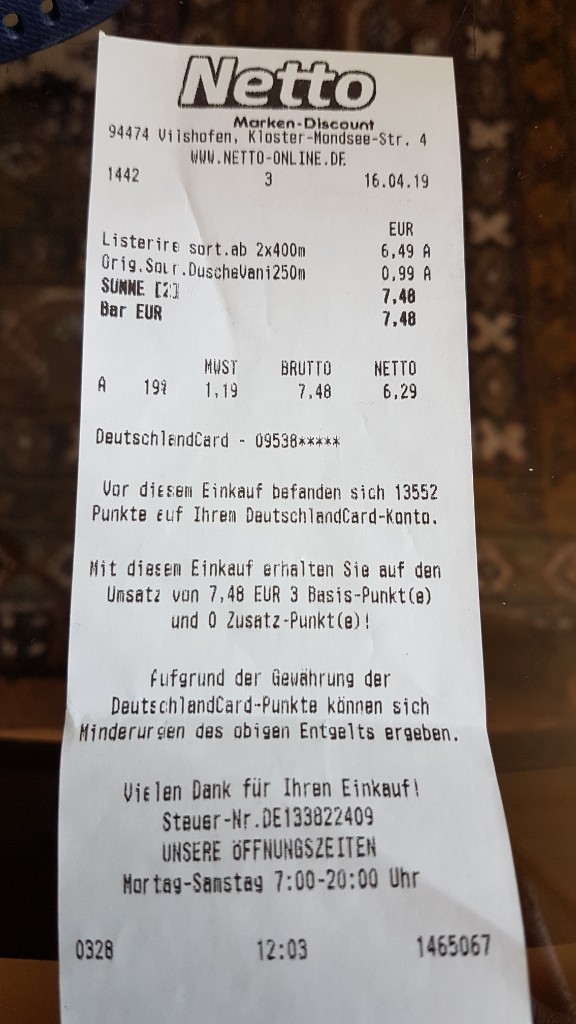 Netto
Marken-Discount
94474 Vilshofen, Kloster-Mondsee-Str. 4
WWW.NETTO-ONLINE.DE
1442 3 16.04.19
EUR
Listerine sort.ab 2x400m 6,49 A
Orig.Sour.DuscheVani250m 0,99 A
SUMME [2] 7,48
Bar EUR 7,48
MWST BRUTTO NETTO
A 19% 1,19 7,48 6,29
DeutschlandCard - 09538*****
Vor diesem Einkauf befanden sich 13552
Punkte auf Ihrem DeutschlandCard-Konto.
Mit diesem Einkauf erhalten Sie auf den
Umsatz von 7,48 EUR 3 Basis-Punkt(e)
und 0 Zusatz-Punkt(e)!
Aufgrund der Gewährung der
DeutschlandCard-Punkte können sich
Minderungen des obigen Entgelts ergeben.
Vielen Dank für Ihren Einkauf!
Steuer-Nr.DE133822409
UNSERE ÖFFNUNGSZEITEN
Montag-Samstag 7:00-20:00 Uhr
0328 12:03 1465067